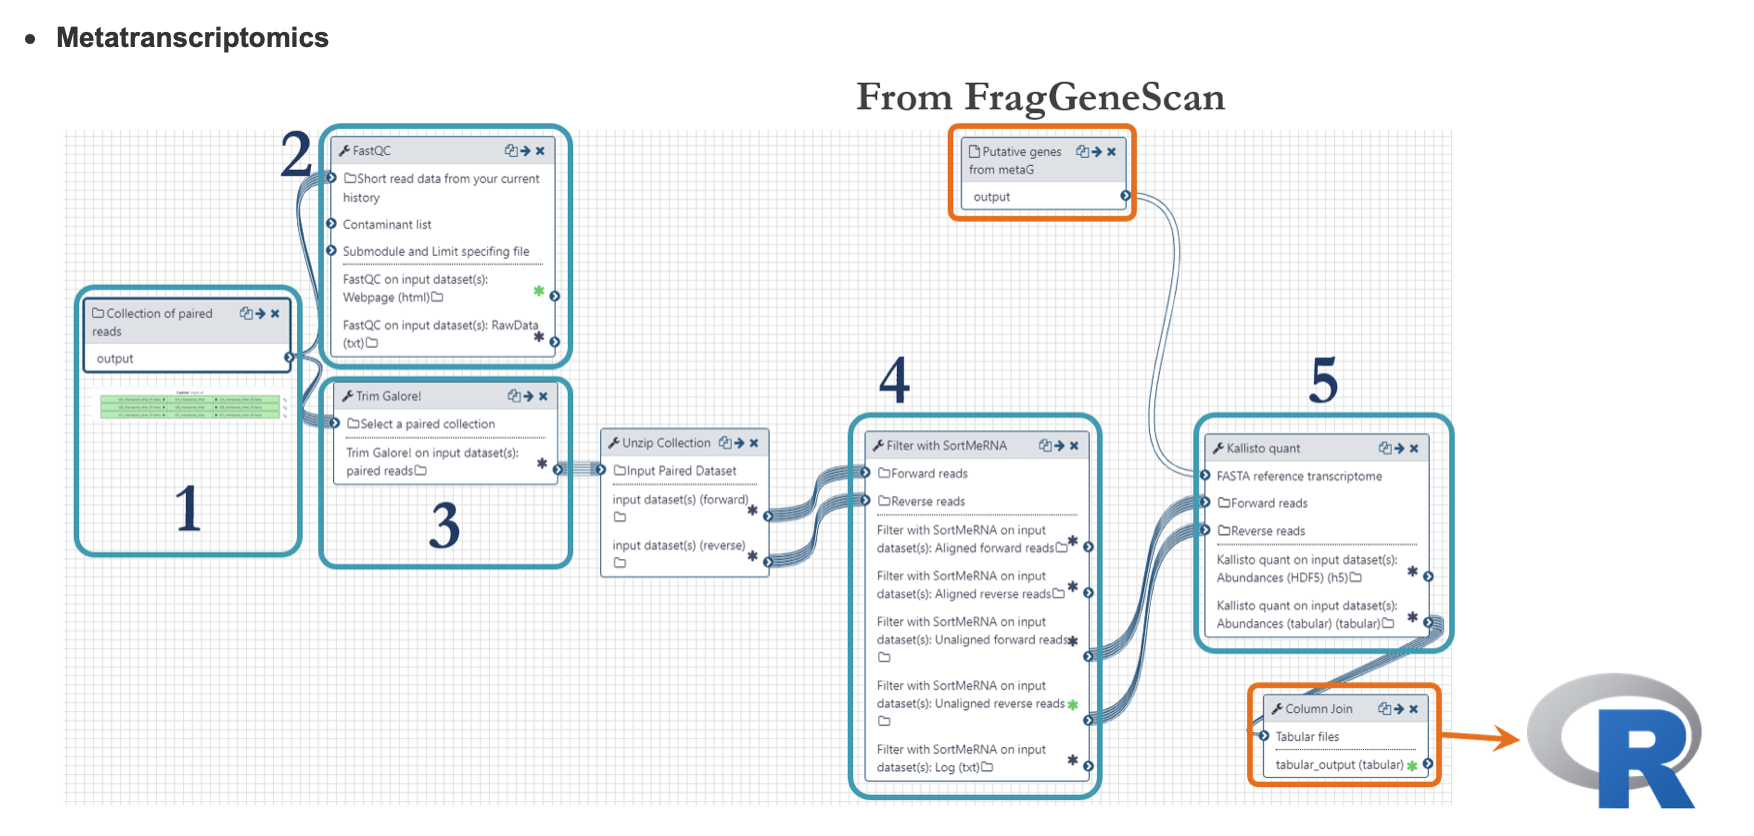 Metatranscriptomics
From FragGeneScan
2
FastQC
Short read data from your current
history
Contaminant list
Submodule and Limit specifing file
FastQC on input dataset(s):
Webpage (html)
FastQC on input dataset(s): RawData
(txt)
Putative genes
from metaG
output
Collection of paired
reads
output
1
Trim Galore!
Select a paired collection
Trim Galore! on input dataset(s):
paired reads
3
Unzip Collection
Input Paired Dataset
input dataset(s) (forward)
input dataset(s) (reverse)
4
Filter with SortMeRNA
Forward reads
Reverse reads
Filter with SortMeRNA on input
dataset(s): Aligned forward reads
Filter with SortMeRNA on input
dataset(s): Aligned reverse reads
Filter with SortMeRNA on input
dataset(s): Unaligned forward reads
Filter with SortMeRNA on input
dataset(s): Unaligned reverse reads
Filter with SortMeRNA on input
dataset(s): Log (txt)
5
Kallisto quant
FASTA reference transcriptome
Forward reads
Reverse reads
Kallisto quant on input dataset(s):
Abundances (HDF5) (h5)
Kallisto quant on input dataset(s):
Abundances (tabular) (tabular)
Column Join
Tabular files
tabular_output (tabular)
R